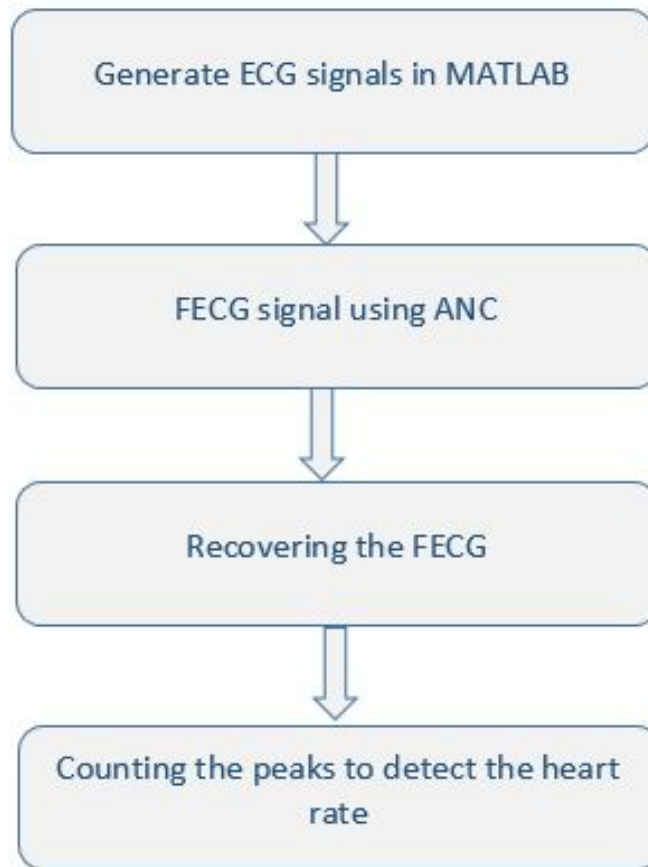 Generate ECG signals in MATLAB
FECG signal using ANC
Recovering the FECG
Counting the peaks to detect the heart
rate